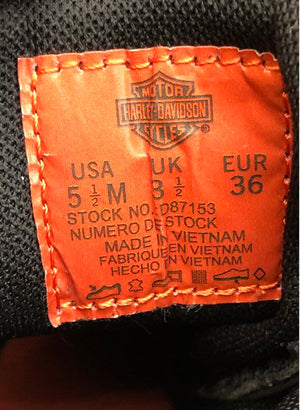 MOTOR
HARLEY-DAVIDSON
CYCLES
®
USA UK EUR
5 1/2 M 3 1/2 36
STOCK NO. D87153
NUMERO DE STOCK
MADE IN VIETNAM
FABRIQUE EN VIETNAM
HECHO IN VIETNAM